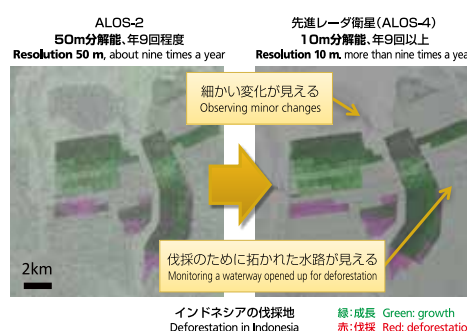 ALOS-2
50m分解能、年9回程度
Resolution 50 m, about nine times a year
先進レーダ衛星(ALOS-4)
10m分解能、年9回以上
Resolution 10 m, more than nine times a yea
細かい変化が見える
Observing minor changes
伐採のために拓かれた水路が見える
Monitoring a waterway opened up for deforestation
2km
インドネシアの伐採地
Deforestation in Indonesia
緑:成長 Green: growth
赤:伐採 Red: deforestation